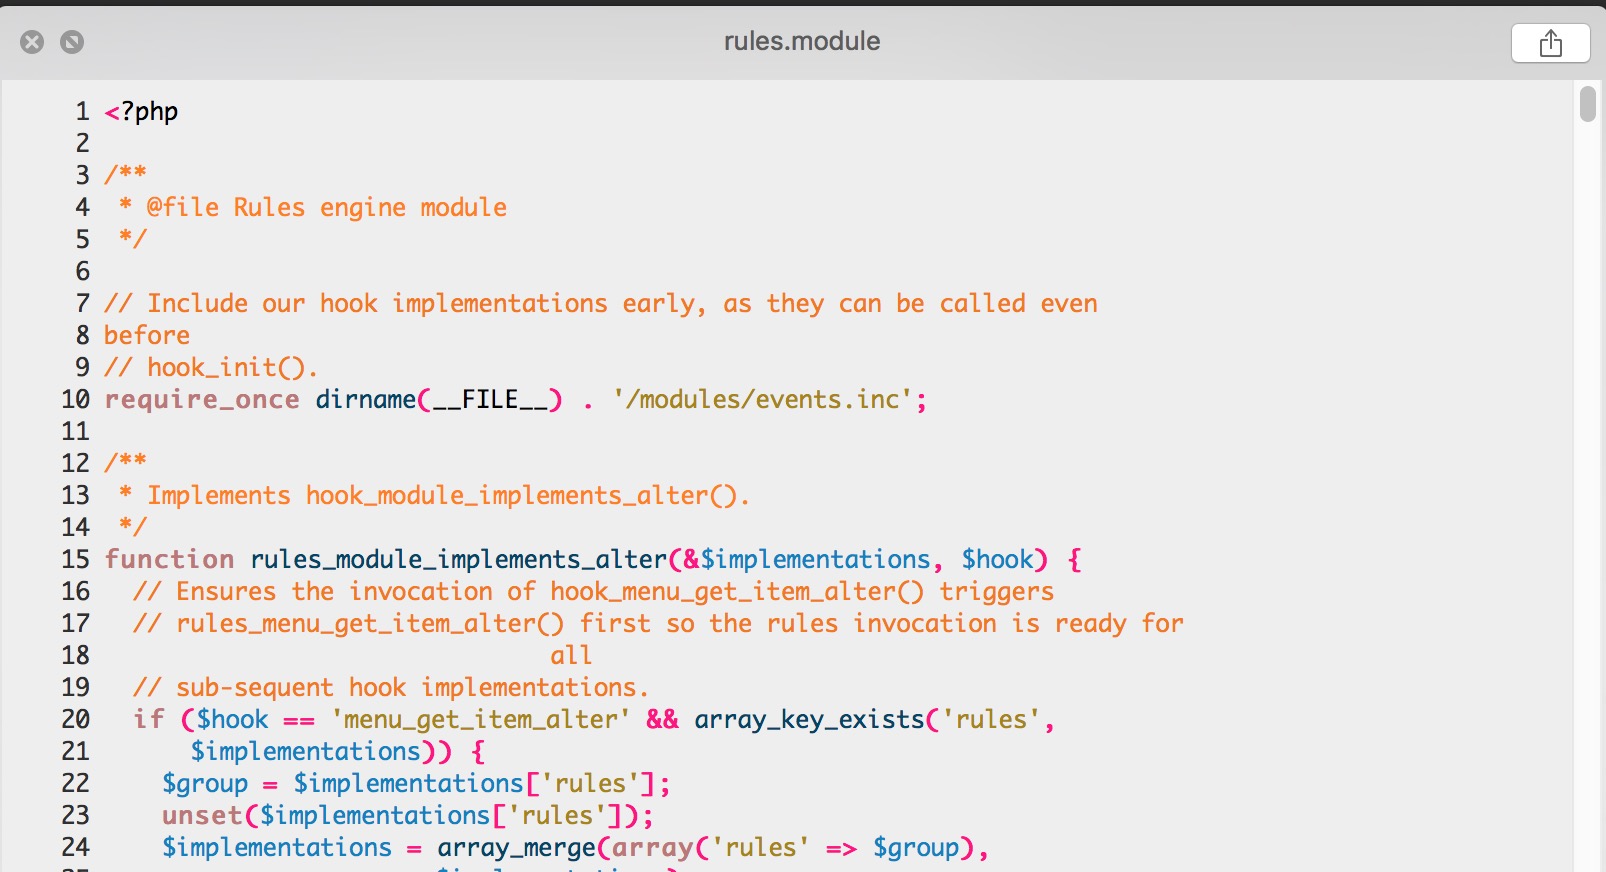 rules.module
1 <?php
2
3 /**
4  * @file Rules engine module
5  */
6
7 // Include our hook implementations early, as they can be called even
8 before
9 // hook_init().
10 require_once dirname(__FILE__) . '/modules/events.inc';
11
12 /**
13  * Implements hook_module_implements_alter().
14  */
15 function rules_module_implements_alter(&$implementations, $hook) {
16   // Ensures the invocation of hook_menu_get_item_alter() triggers
17   // rules_menu_get_item_alter() first so the rules invocation is ready for
18                                all
19   // sub-sequent hook implementations.
20   if ($hook == 'menu_get_item_alter' && array_key_exists('rules',
21       $implementations)) {
22     $group = $implementations['rules'];
23     unset($implementations['rules']);
24     $implementations = array_merge(array('rules' => $group),